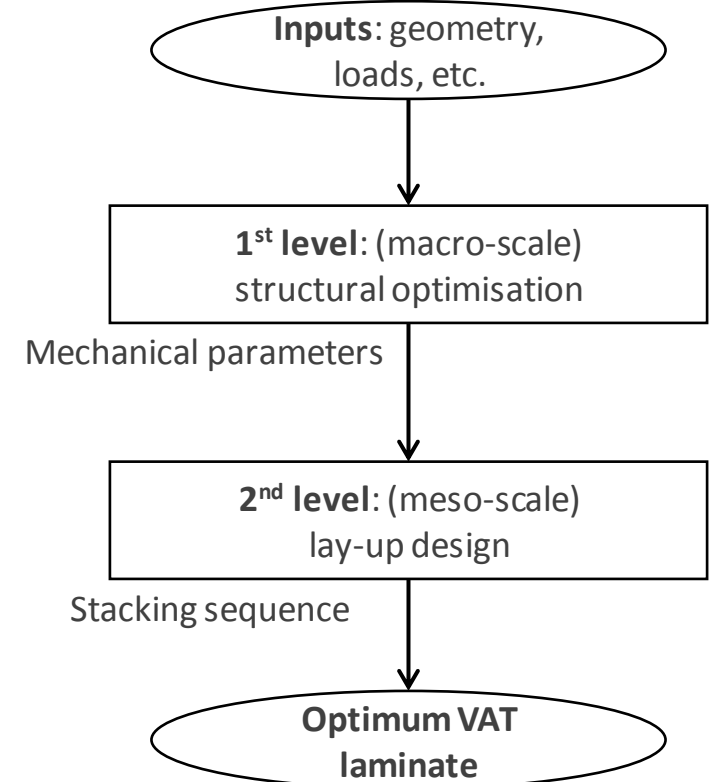 Inputs: geometry,
loads, etc.
1st level: (macro-scale)
structural optimisation
Mechanical parameters
2nd level: (meso-scale)
lay-up design
Stacking sequence
Optimum VAT
laminate